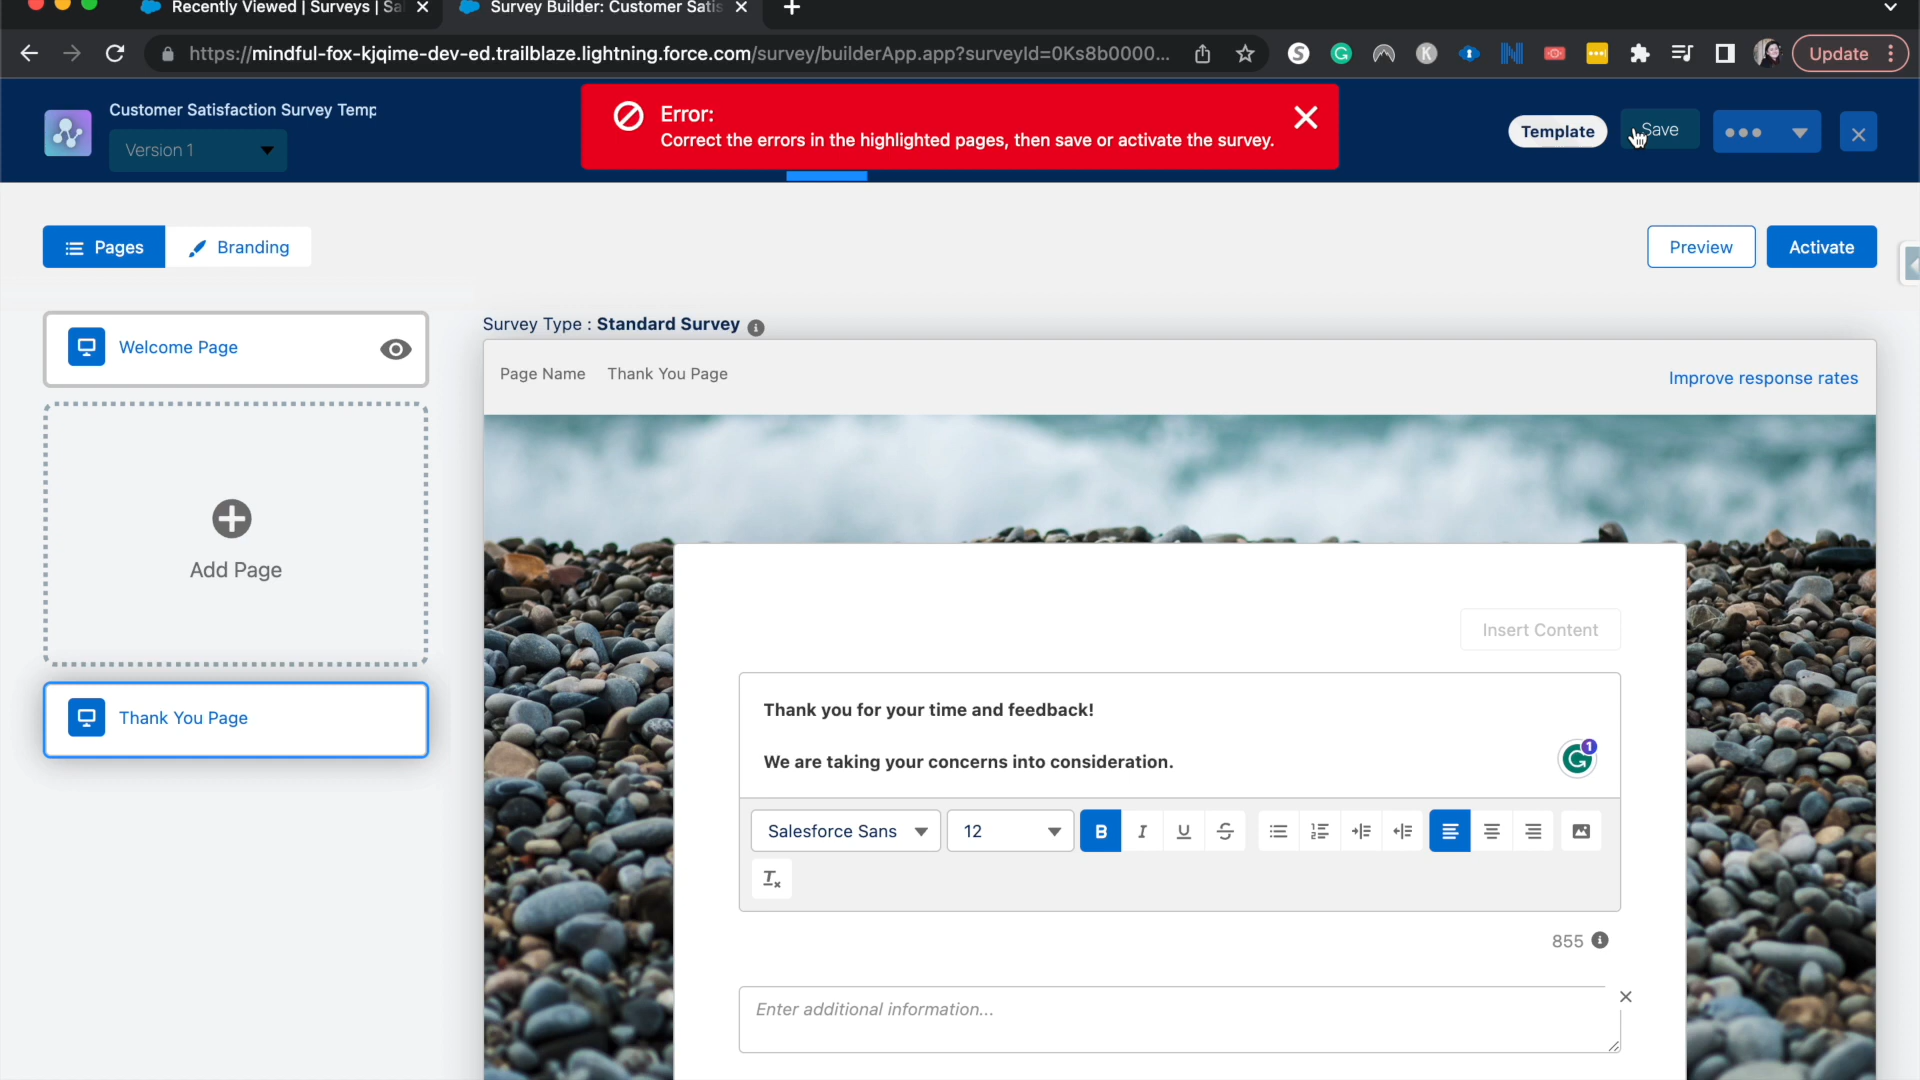 Recently Viewed | Surveys | Sa
Survey Builder: Customer Satis
https://mindful-fox-kjqime-dev-ed.trailblaze.lightning.force.com/survey/builderApp.app?surveyId=0Ks8b0000...
Update
Customer Satisfaction Survey Temp
Version 1
Error:
Correct the errors in the highlighted pages, then save or activate the survey.
Template
Save
Pages
Branding
Preview
Activate
Welcome Page
Add Page
Thank You Page
Survey Type : Standard Survey
Page Name Thank You Page
Improve response rates
Insert Content
Thank you for your time and feedback!
We are taking your concerns into consideration.
1
Salesforce Sans
12
B I U S
855
Enter additional information...